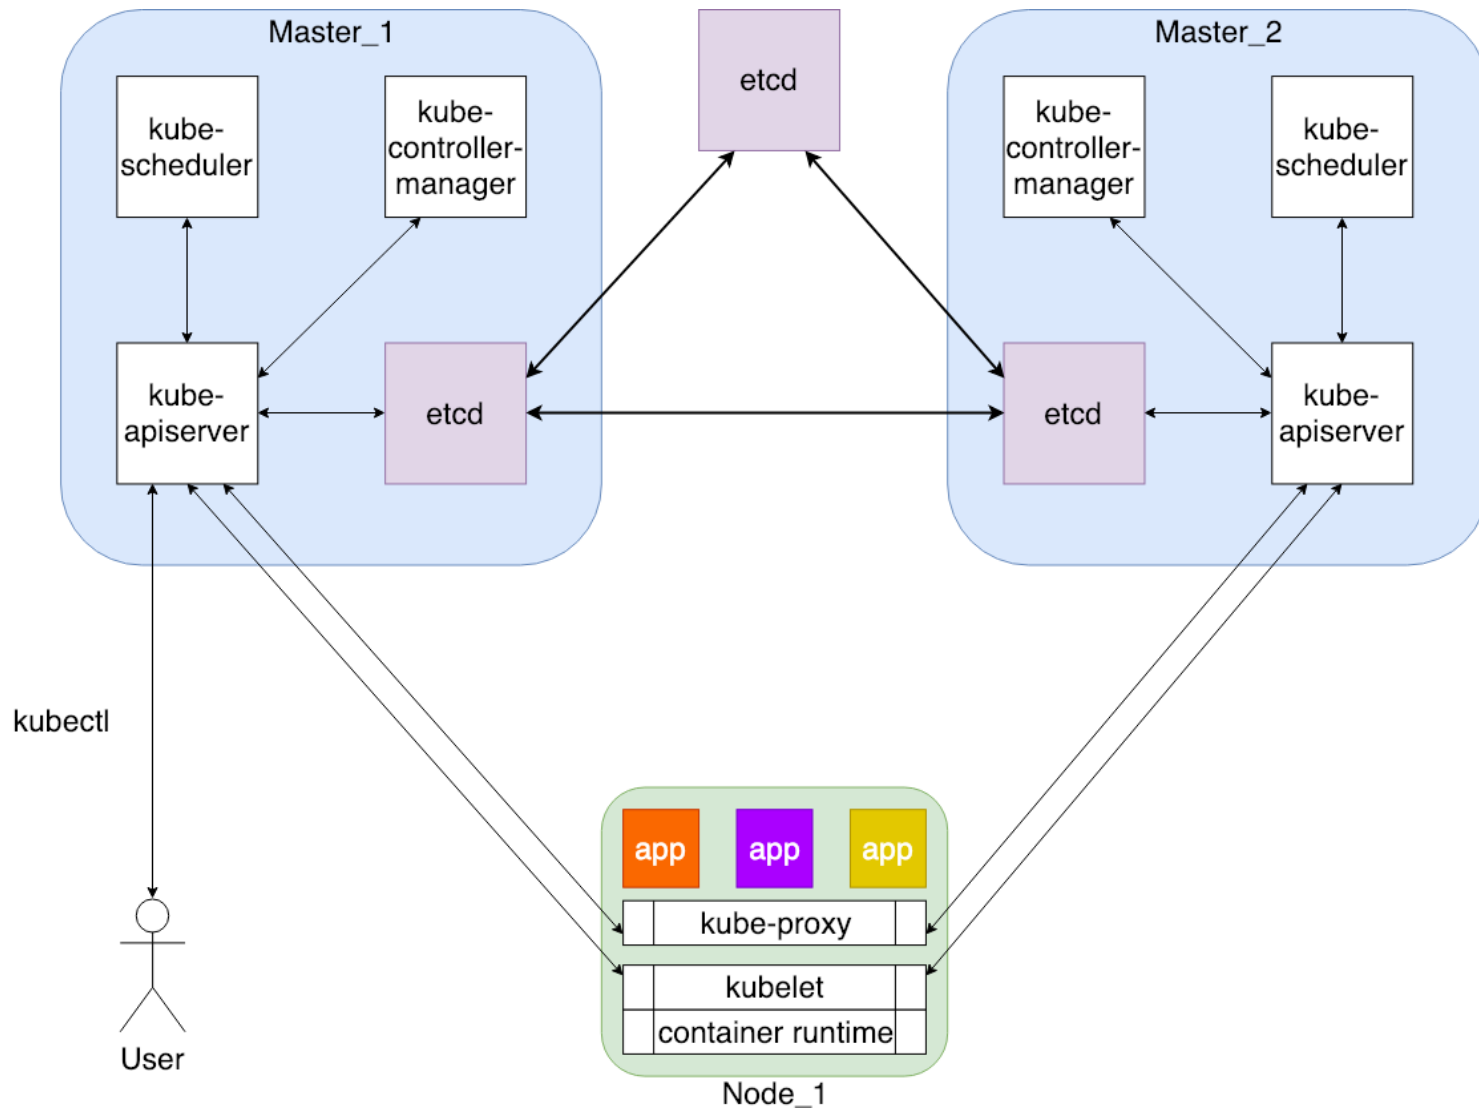 Master_1
kube-
scheduler
kube-
controller-
manager
kube-
apiserver
etcd
etcd
Master_2
kube-
controller-
manager
kube-
scheduler
etcd
kube-
apiserver
kubectl
User
app
app
app
kube-proxy
kubelet
container runtime
Node_1